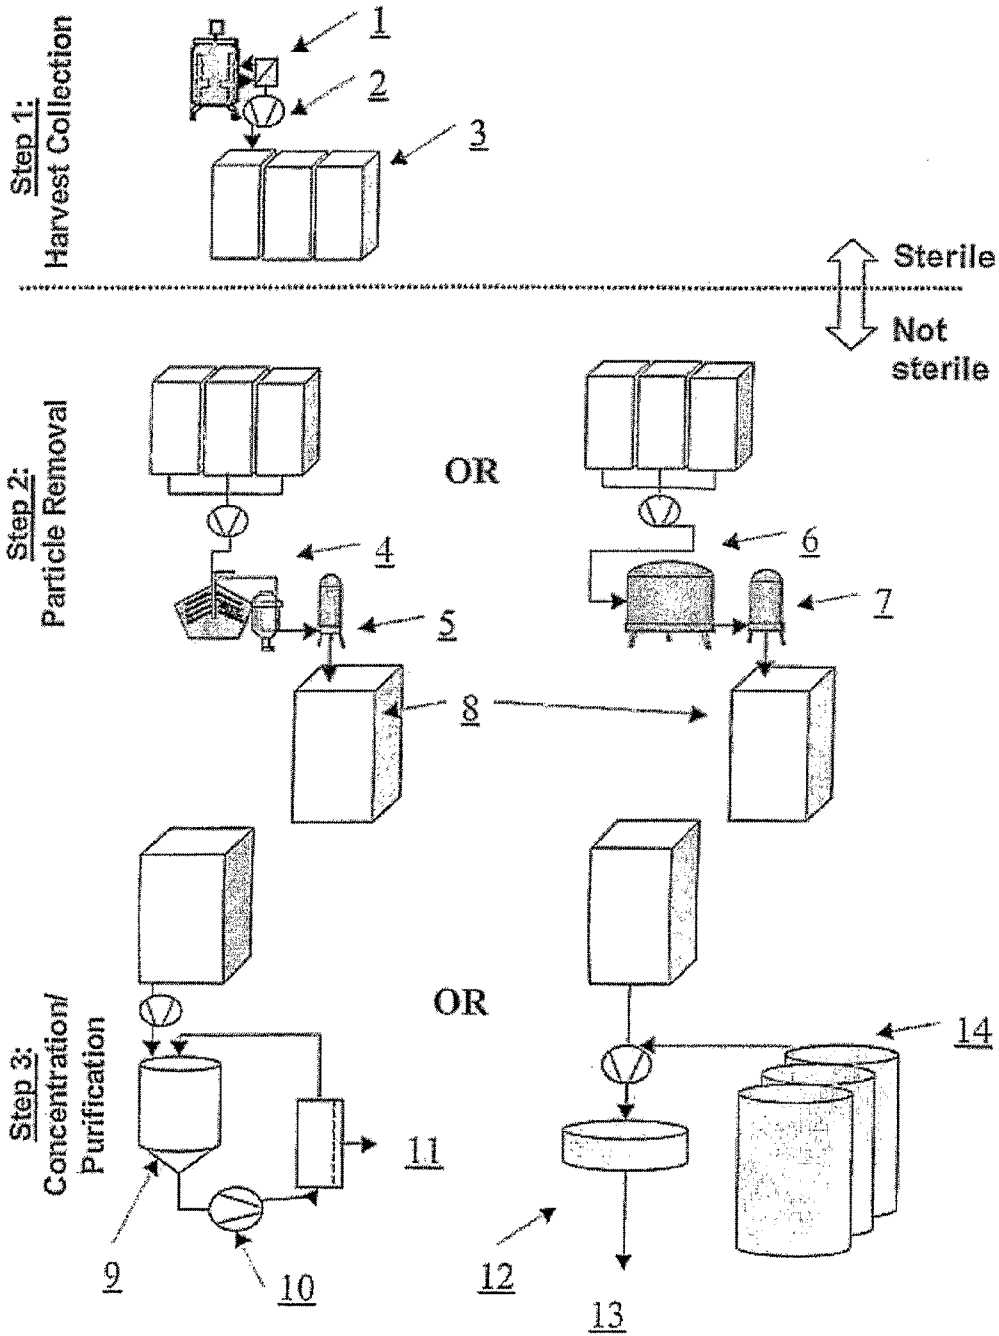 Step 1:
Harvest Collection
1
2
3
Sterile
Not
sterile
Step 2:
Particle Removal
OR
4
5
6
7
8
Step 3:
Concentration/
Purification
OR
9
10
11
12
13
14